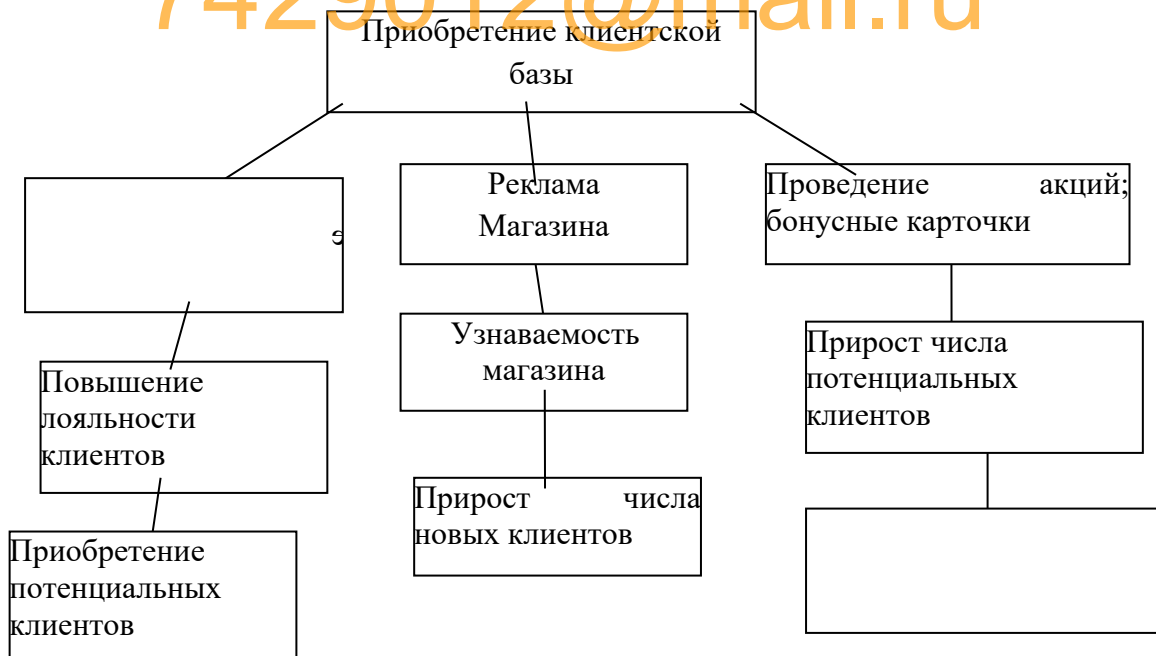 7429012@mail.ru
Приобретение клиентской
базы
э
Реклама
Магазина
Проведение акций;
бонусные карточки
Повышение
лояльности
клиентов
Узнаваемость
магазина
Прирост числа
потенциальных
клиентов
Приобретение
потенциальных
клиентов
Прирост числа
новых клиентов